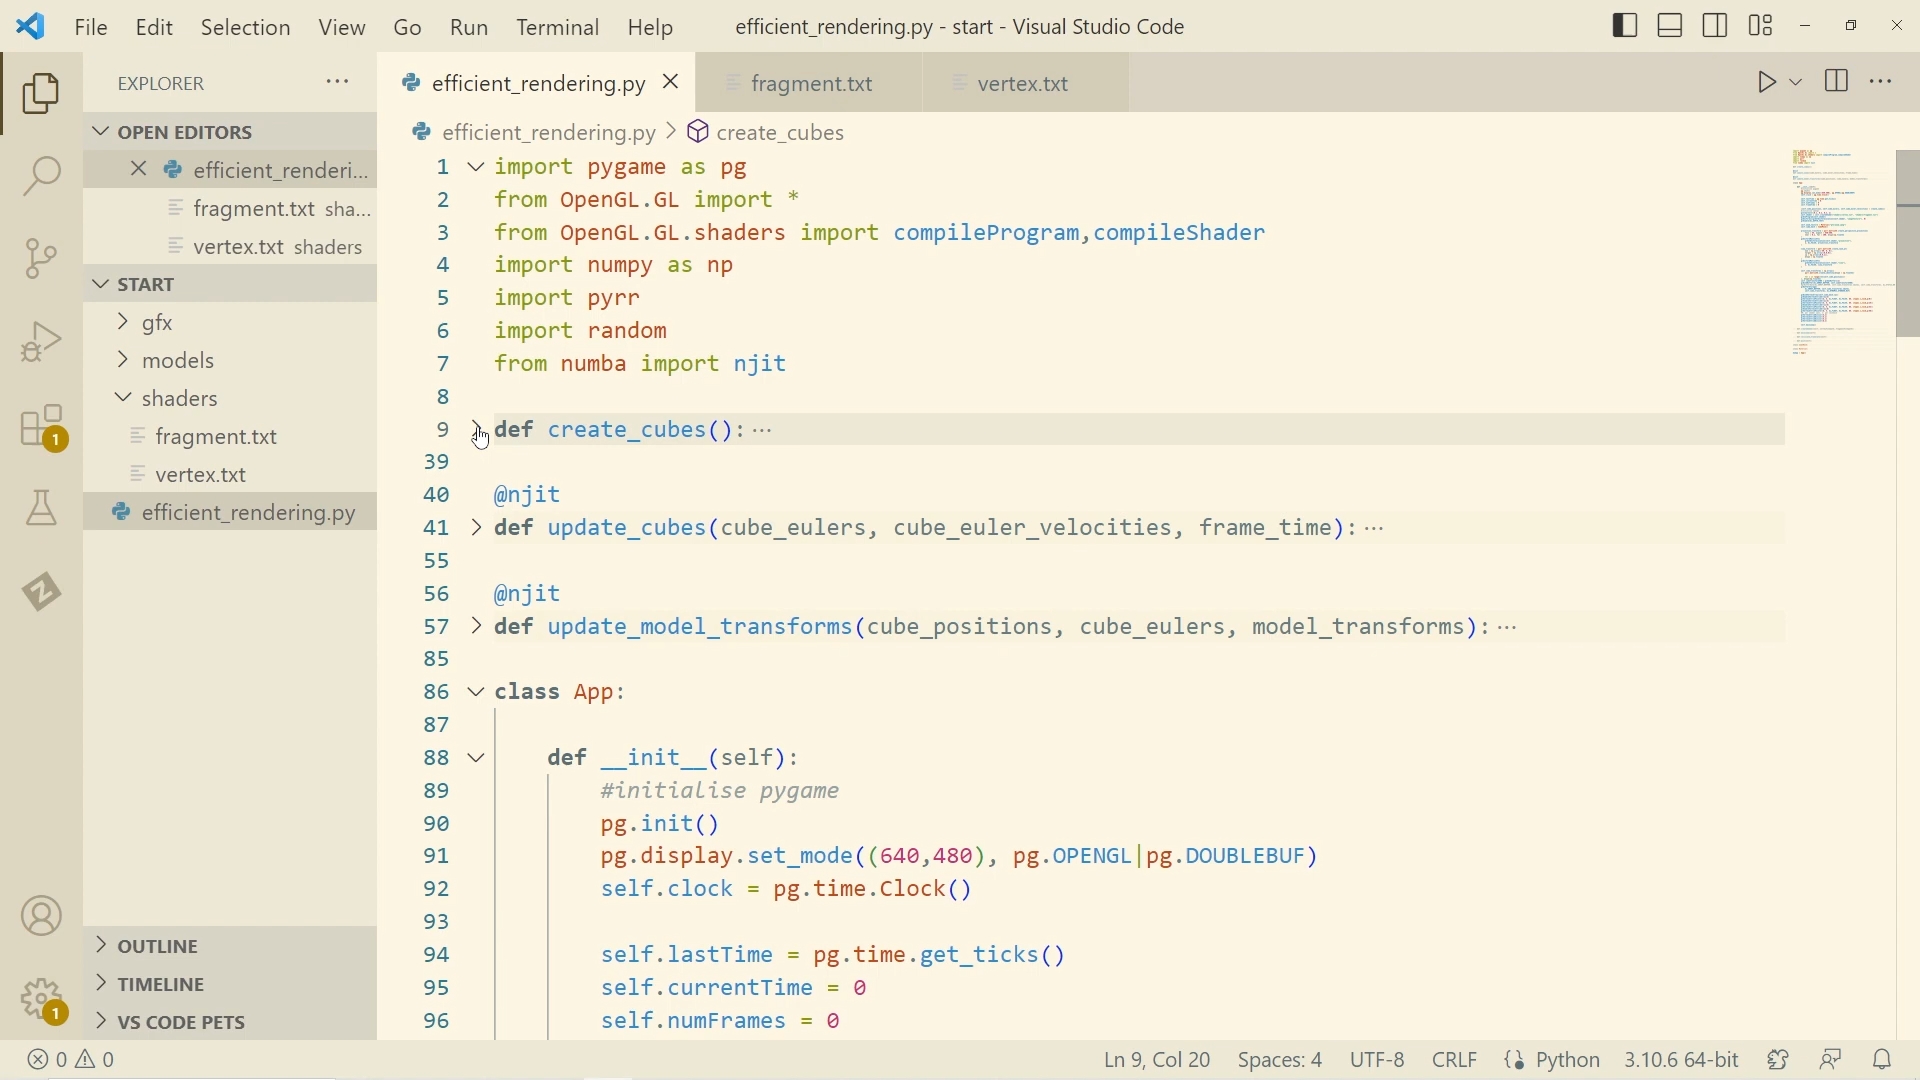 File Edit Selection View Go Run Terminal Help efficient_rendering.py - start - Visual Studio Code
EXPLORER
OPEN EDITORS
efficient_renderi...
fragment.txt sha...
vertex.txt shaders
START
gfx
models
shaders
fragment.txt
vertex.txt
efficient_rendering.py
OUTLINE
TIMELINE
VS CODE PETS
1
1
efficient_rendering.py fragment.txt vertex.txt
efficient_rendering.py > create_cubes
1 import pygame as pg
2 from OpenGL.GL import *
3 from OpenGL.GL.shaders import compileProgram,compileShader
4 import numpy as np
5 import pyrr
6 import random
7 from numba import njit
8
9 def create_cubes(): ...
39
40 @njit
41 def update_cubes(cube_eulers, cube_euler_velocities, frame_time): ...
55
56 @njit
57 def update_model_transforms(cube_positions, cube_eulers, model_transforms): ...
85
86 class App:
87
88 def __init__(self):
89 #initialise pygame
90 pg.init()
91 pg.display.set_mode((640,480), pg.OPENGL|pg.DOUBLEBUF)
92 self.clock = pg.time.Clock()
93
94 self.lastTime = pg.time.get_ticks()
95 self.currentTime = 0
96 self.numFrames = 0
0 0 Ln 9, Col 20 Spaces: 4 UTF-8 CRLF Python 3.10.6 64-bit